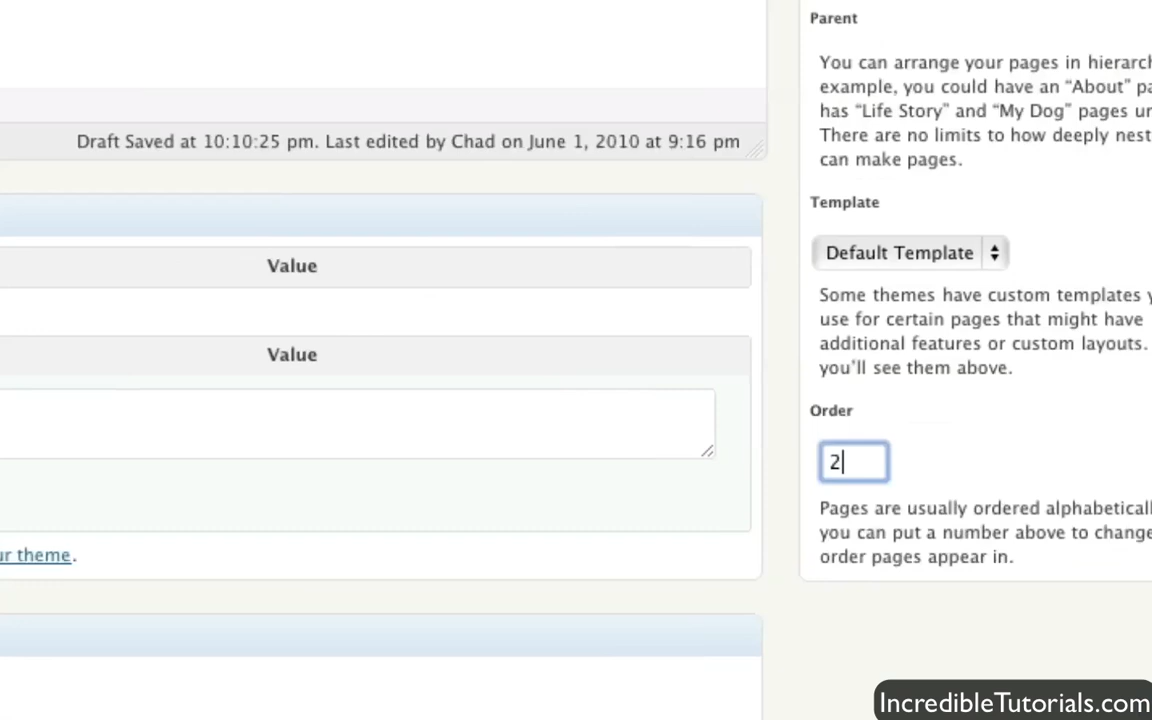 Parent
You can arrange your pages in hierarch
example, you could have an “About” pa
has “Life Story” and “My Dog” pages un
There are no limits to how deeply nest
can make pages.
Draft Saved at 10:10:25 pm. Last edited by Chad on June 1, 2010 at 9:16 pm
Template
Default Template
Some themes have custom templates y
use for certain pages that might have
additional features or custom layouts.
you’ll see them above.
Value
Value
Order
2
Pages are usually ordered alphabeticall
you can put a number above to change
order pages appear in.
ur theme.
IncredibleTutorials.com